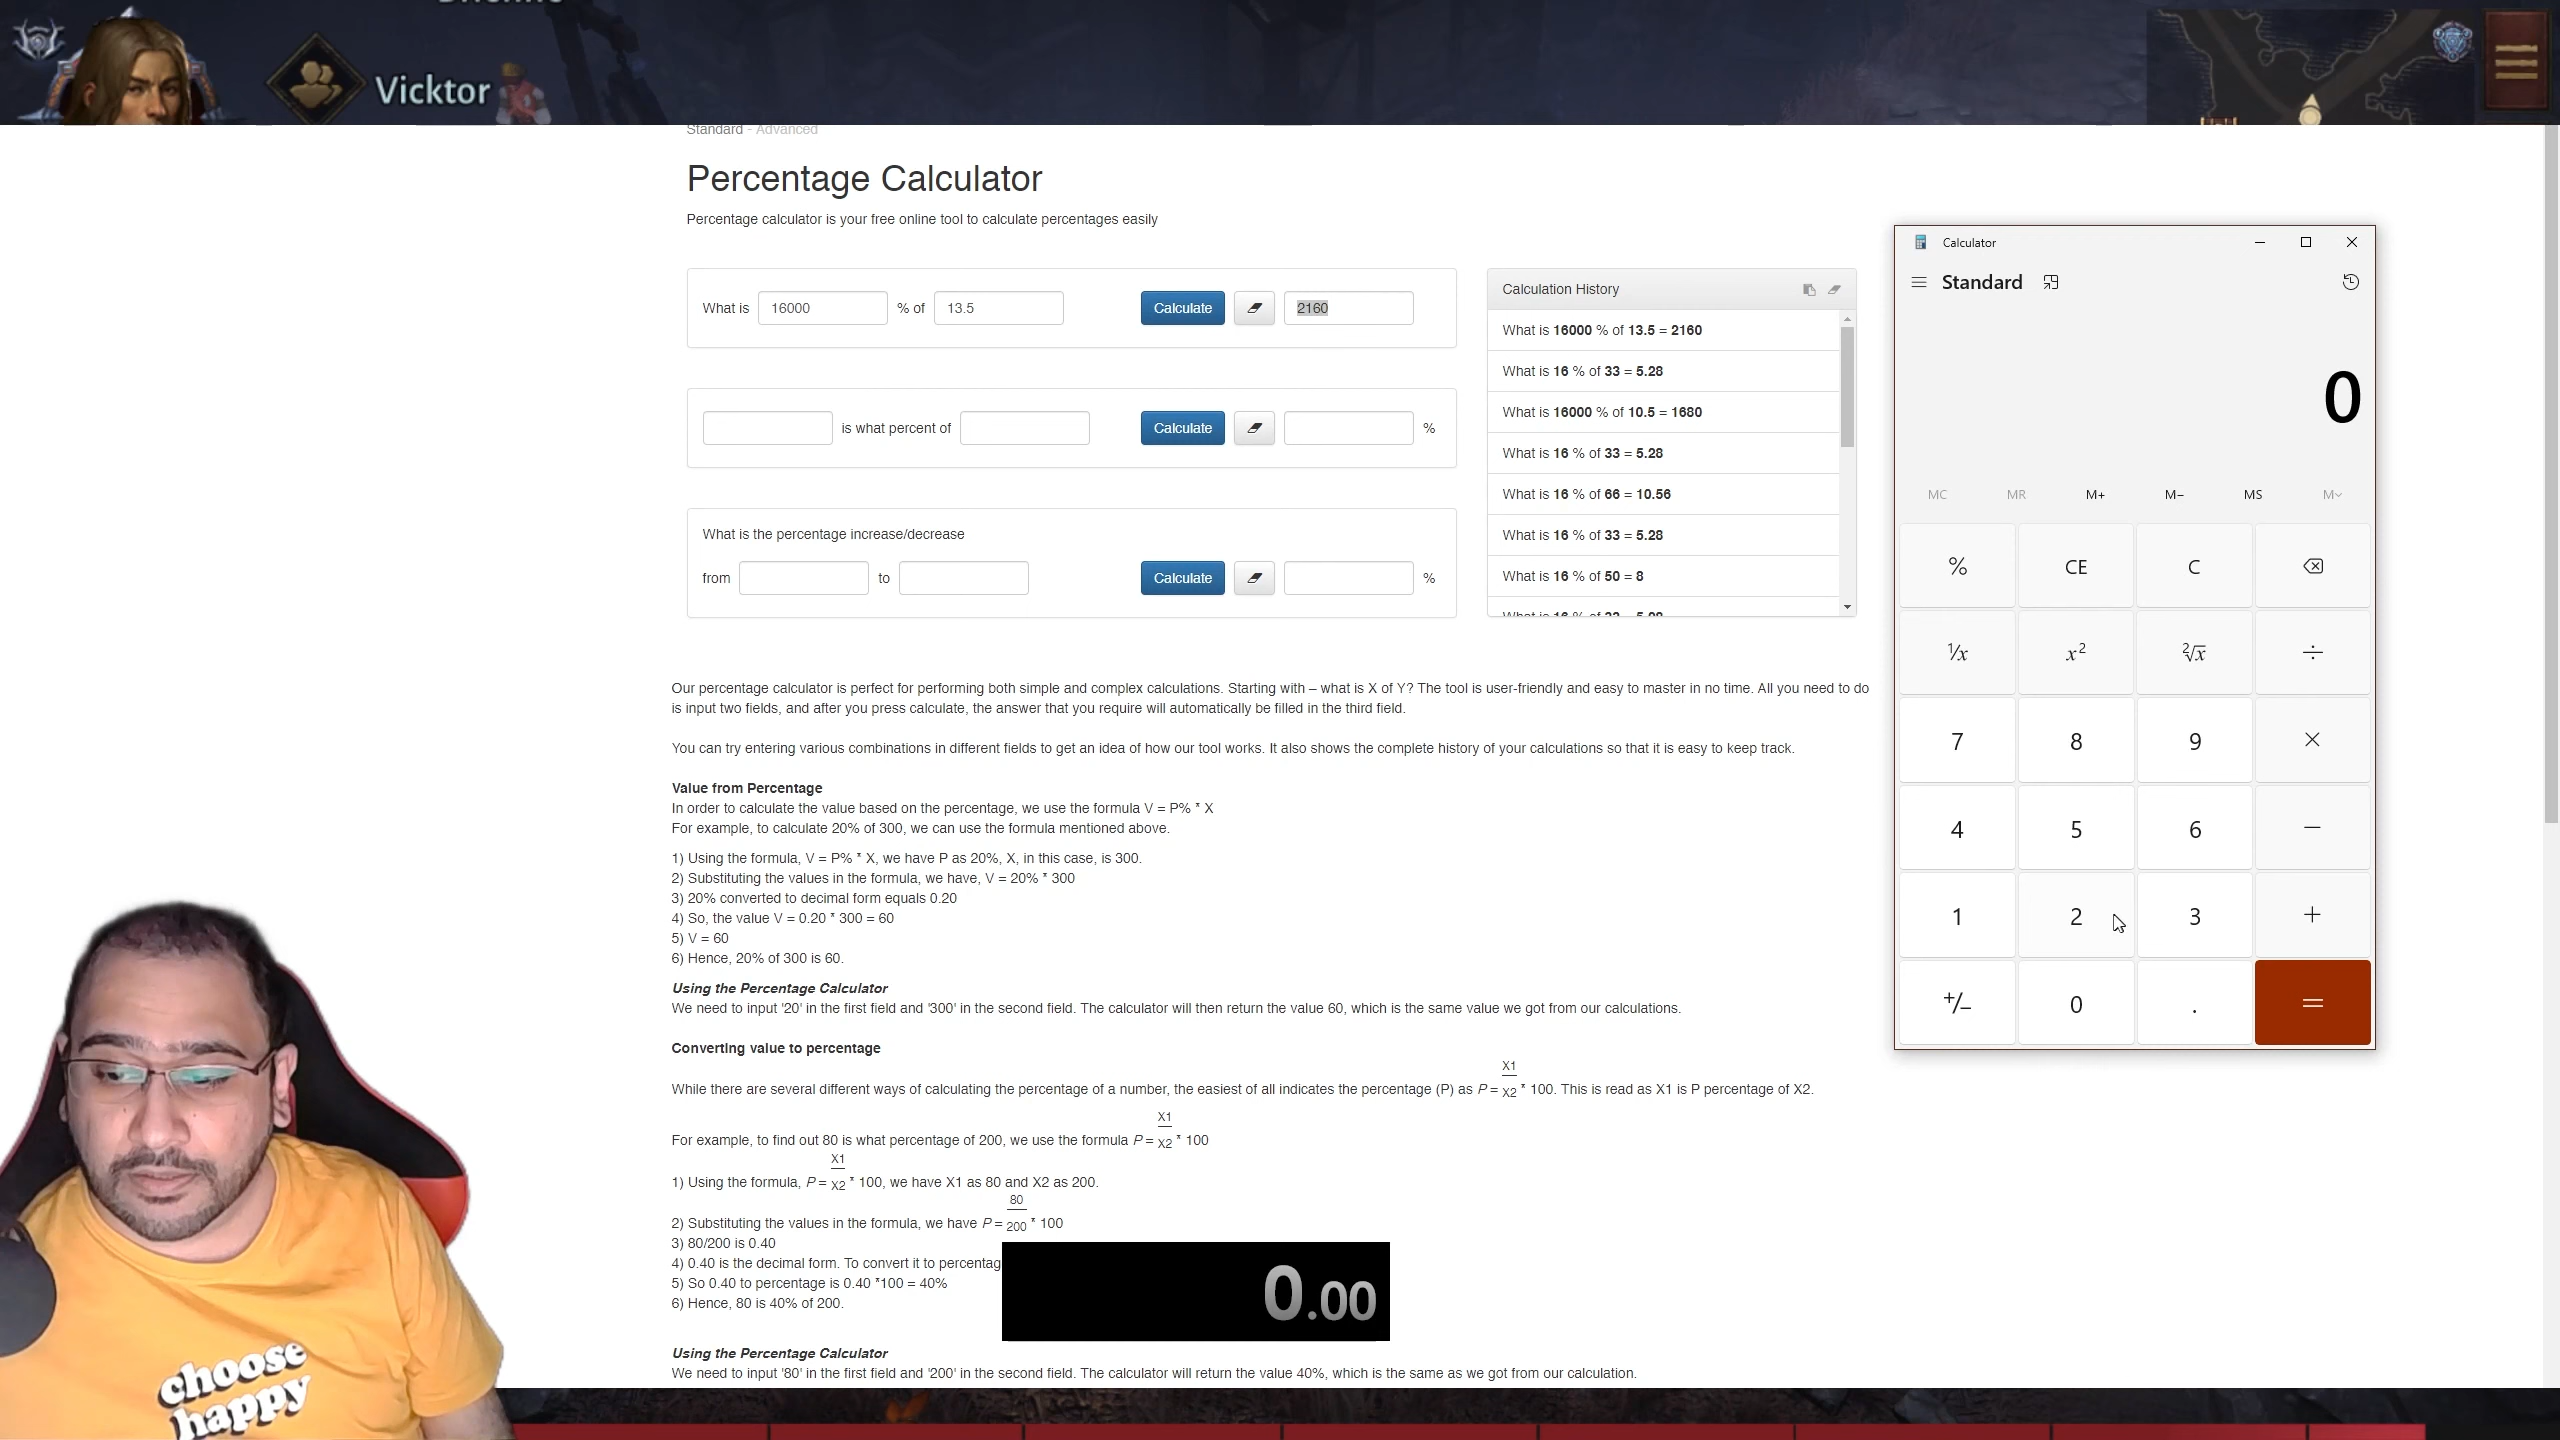 Vicktor
Standard - Advanced
Percentage Calculator
Percentage calculator is your free online tool to calculate percentages easily
What is 16000 % of 13.5 Calculate 2160
is what percent of Calculate %
What is the percentage increase/decrease
from to Calculate %
Calculation History
What is 16000 % of 13.5 = 2160
What is 16 % of 33 = 5.28
What is 16000 % of 10.5 = 1680
What is 16 % of 33 = 5.28
What is 16 % of 66 = 10.56
What is 16 % of 33 = 5.28
What is 16 % of 50 = 8
Calculator
Standard
0
MC MR M+ M− MS M
% CE C
1/x x² ²√x ÷
7 8 9 ×
4 5 6 −
1 2 3 +
+/− 0 . =
Our percentage calculator is perfect for performing both simple and complex calculations. Starting with – what is X of Y? The tool is user-friendly and easy to master in no time. All you need to do
is input two fields, and after you press calculate, the answer that you require will automatically be filled in the third field.
You can try entering various combinations in different fields to get an idea of how our tool works. It also shows the complete history of your calculations so that it is easy to keep track.
Value from Percentage
In order to calculate the value based on the percentage, we use the formula V = P% * X
For example, to calculate 20% of 300, we can use the formula mentioned above.
1) Using the formula, V = P% * X, we have P as 20%, X, in this case, is 300.
2) Substituting the values in the formula, we have, V = 20% * 300
3) 20% converted to decimal form equals 0.20
4) So, the value V = 0.20 * 300 = 60
5) V = 60
6) Hence, 20% of 300 is 60.
Using the Percentage Calculator
We need to input '20' in the first field and '300' in the second field. The calculator will then return the value 60, which is the same value we got from our calculations.
Converting value to percentage
While there are several different ways of calculating the percentage of a number, the easiest of all indicates the percentage (P) as P = X1/X2 * 100. This is read as X1 is P percentage of X2.
For example, to find out 80 is what percentage of 200, we use the formula P = X1/X2 * 100
1) Using the formula, P = X1/X2 * 100, we have X1 as 80 and X2 as 200.
2) Substituting the values in the formula, we have P = 80/200 * 100
3) 80/200 is 0.40
4) 0.40 is the decimal form. To convert it to percentag
5) So 0.40 to percentage is 0.40 *100 = 40%
6) Hence, 80 is 40% of 200.
0.00
Using the Percentage Calculator
We need to input '80' in the first field and '200' in the second field. The calculator will return the value 40%, which is the same as we got from our calculation.
choose
happy